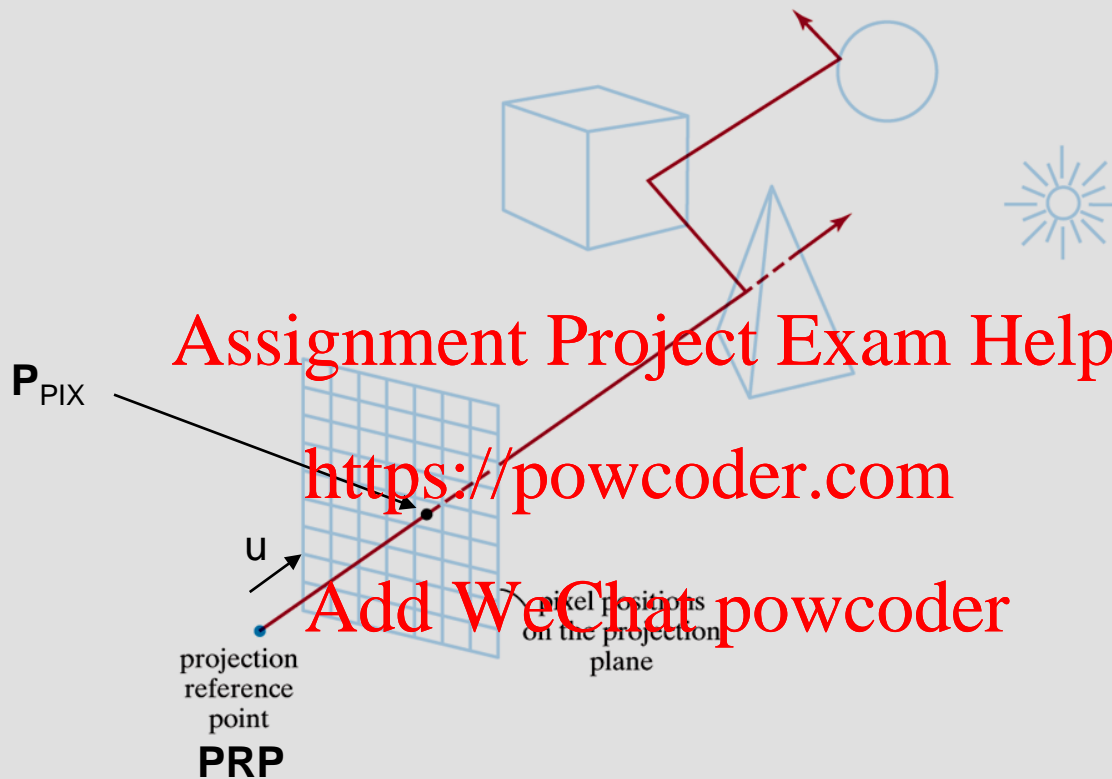 Assignment Project Exam Help
P_PIX
https://powcoder.com
u
Add WeChat powcoder
pixel positions
on the projection
plane
projection
reference
point
PRP